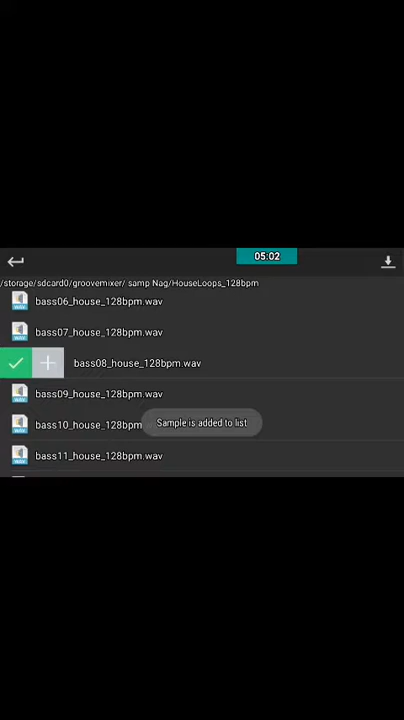 05:02
/storage/sdcard0/groovemixer/ samp Nag/HouseLoops_128bpm
bass06_house_128bpm.wav
bass07_house_128bpm.wav
bass08_house_128bpm.wav
bass09_house_128bpm.wav
bass10_house_128bpm
Sample is added to list
bass11_house_128bpm.wav